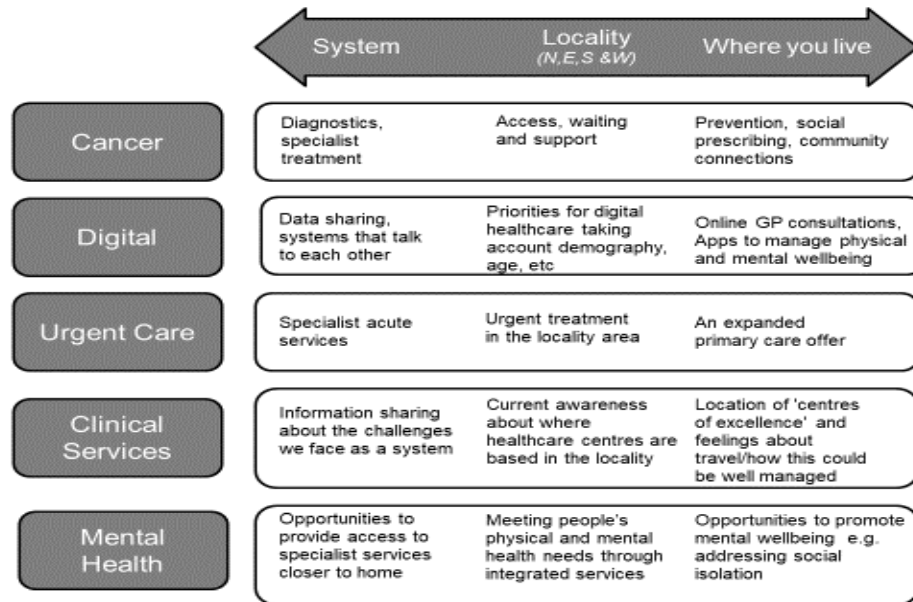 System
Locality
(N,E,S &W)
Where you live
Cancer
Diagnostics,
specialist
treatment
Access, waiting
and support
Prevention, social
prescribing, community
connections
Digital
Data sharing,
systems that talk
to each other
Priorities for digital
healthcare taking
account demography,
age, etc
Online GP consultations,
Apps to manage physical
and mental wellbeing
Urgent Care
Specialist acute
services
Urgent treatment
in the locality area
An expanded
primary care offer
Clinical
Services
Information sharing
about the challenges
we face as a system
Current awareness
about where
healthcare centres are
based in the locality
Location of 'centres
of excellence' and
feelings about
travel/how this could
be well managed
Mental
Health
Opportunities to
provide access to
specialist services
closer to home
Meeting people's
physical and mental
health needs through
integrated services
Opportunities to promote
mental wellbeing e.g.
addressing social
isolation